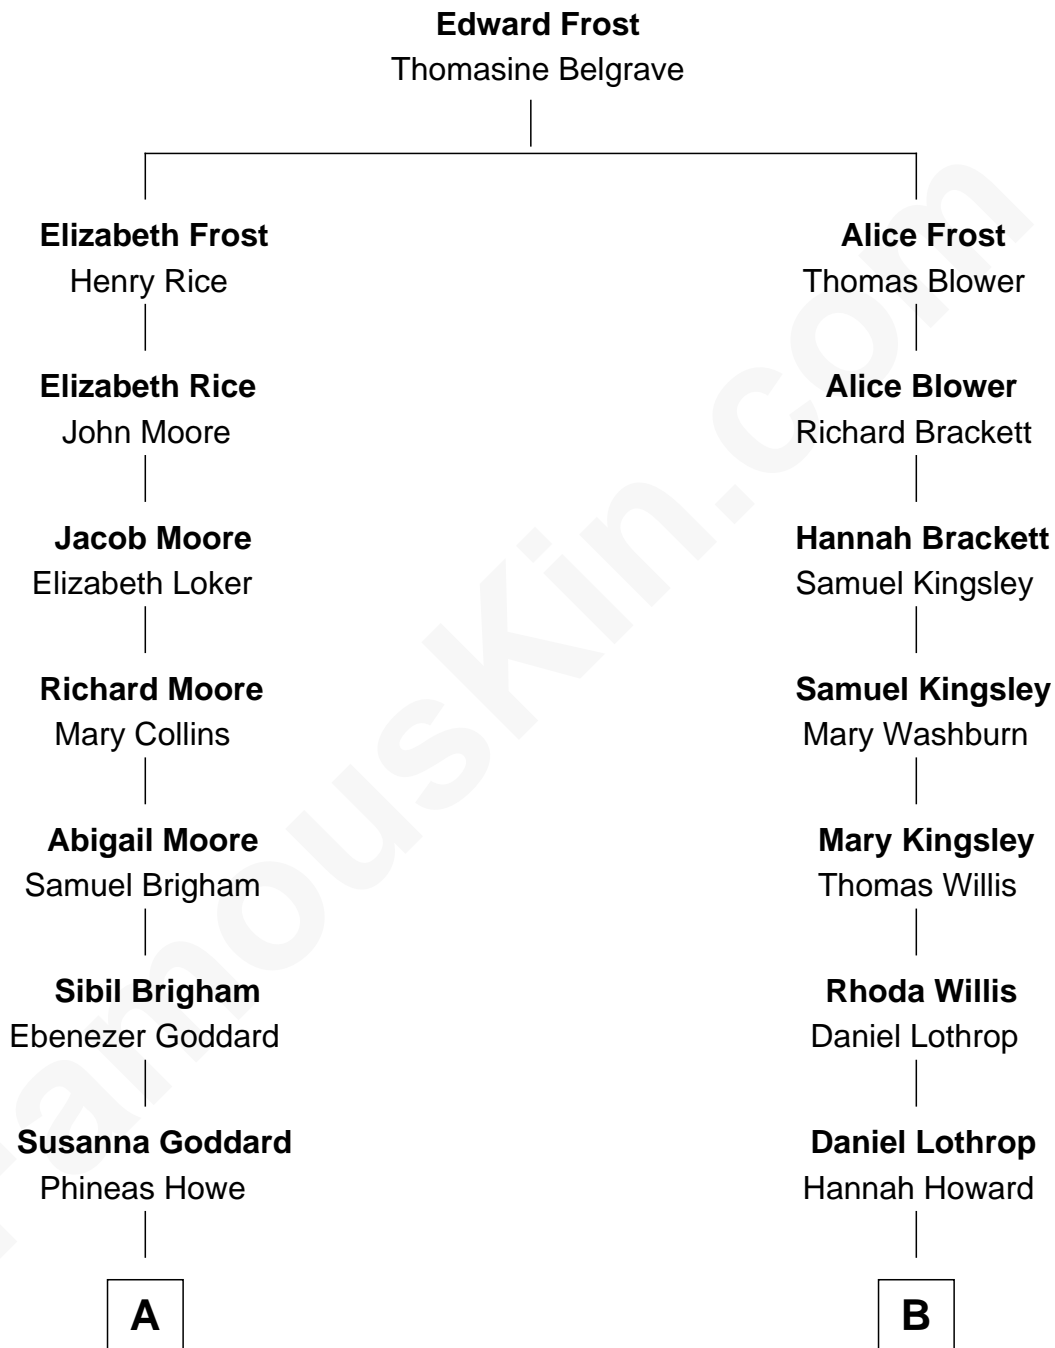 Edward Frost
Thomasine Belgrave
Elizabeth Frost
Henry Rice
Alice Frost
Thomas Blower
Elizabeth Rice
John Moore
Alice Blower
Richard Brackett
Jacob Moore
Elizabeth Loker
Hannah Brackett
Samuel Kingsley
Richard Moore
Mary Collins
Samuel Kingsley
Mary Washburn
Abigail Moore
Samuel Brigham
Mary Kingsley
Thomas Willis
Sibil Brigham
Ebenezer Goddard
Rhoda Willis
Daniel Lothrop
Susanna Goddard
Phineas Howe
Daniel Lothrop
Hannah Howard
A
B
FamousKin.com